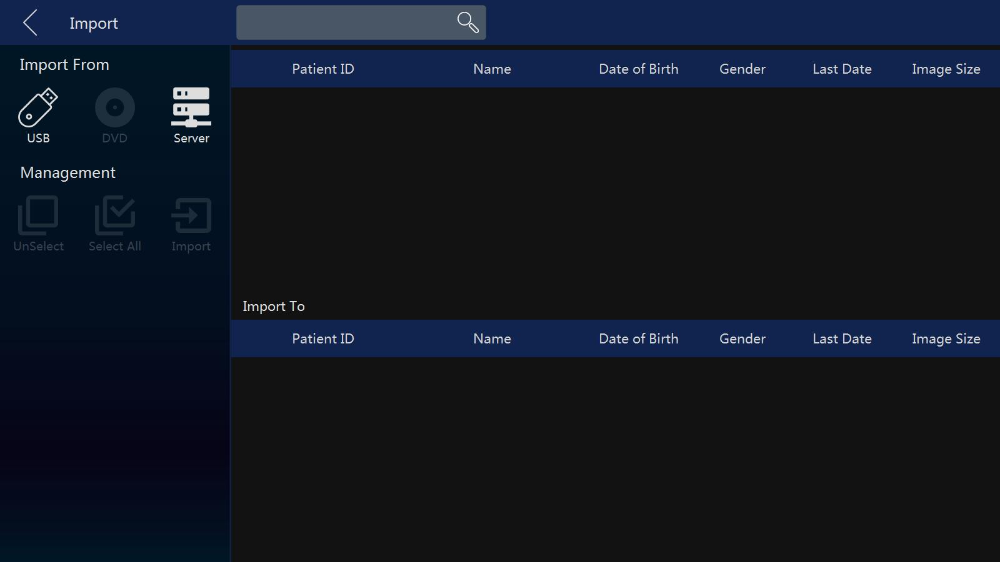 Import
Import From
USB DVD Server
Management
UnSelect Select All Import
Patient ID Name Date of Birth Gender Last Date Image Size
Import To
Patient ID Name Date of Birth Gender Last Date Image Size